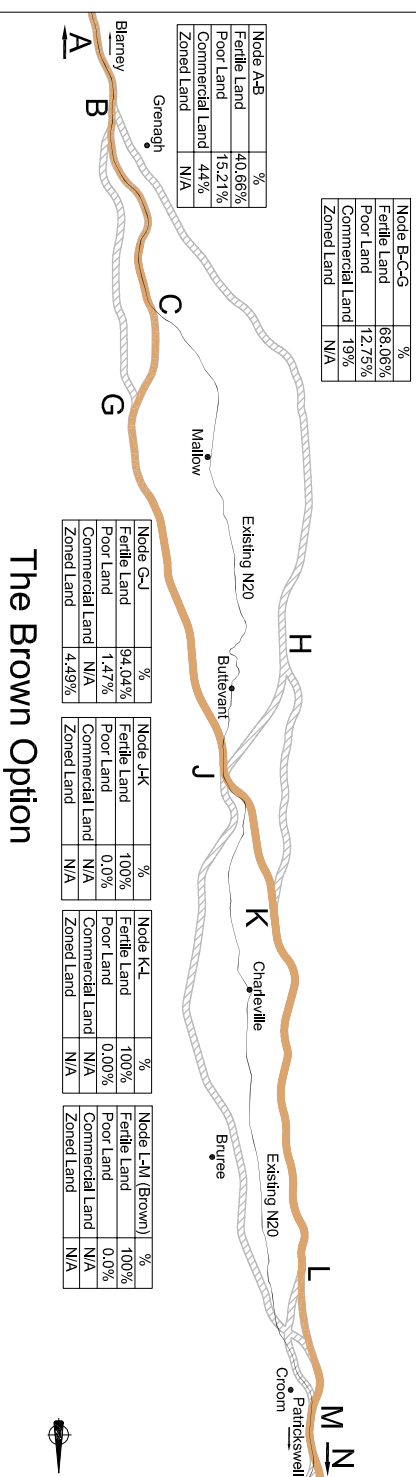 Node B-C-G %
Fertile Land 68.06%
Poor Land 12.75%
Commercial Land 19%
Zoned Land N/A
Node A-B %
Fertile Land 40.66%
Poor Land 15.21%
Commercial Land 44%
Zoned Land N/A
Blarney
A
B
Grenagh
C
G
Mallow
Existing N20
Buttevant
H
J
K
Charleville
Bruree
Existing N20
L
Croom
Patrickswell
M
N
Node G-J %
Fertile Land 94.04%
Poor Land 1.47%
Commercial Land N/A
Zoned Land 4.49%
Node J-K %
Fertile Land 100%
Poor Land 0.0%
Commercial Land N/A
Zoned Land N/A
Node K-L %
Fertile Land 100%
Poor Land 0.00%
Commercial Land N/A
Zoned Land N/A
Node L-M (Brown) %
Fertile Land 100%
Poor Land 0.0%
Commercial Land N/A
Zoned Land N/A
The Brown Option